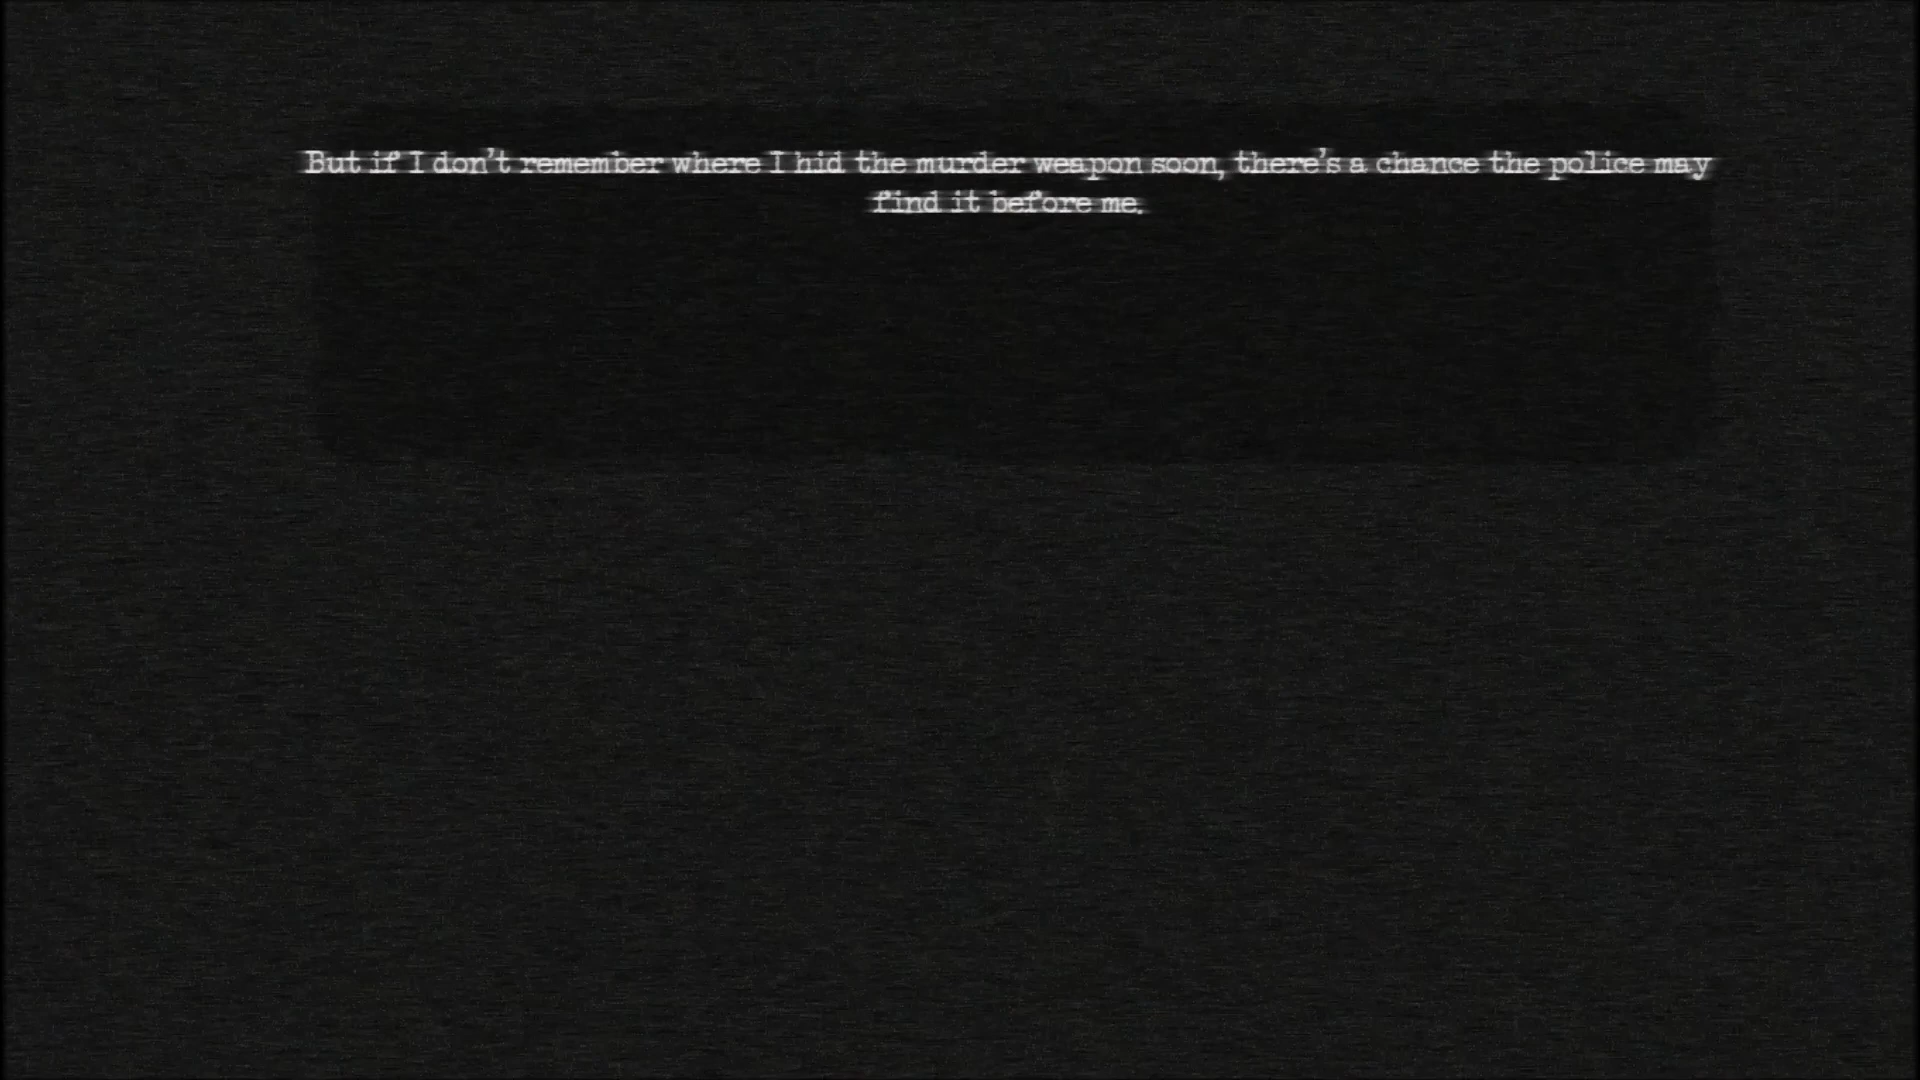 But if I don't remember where I hid the murder weapon soon, there's a chance the police may
find it before me.